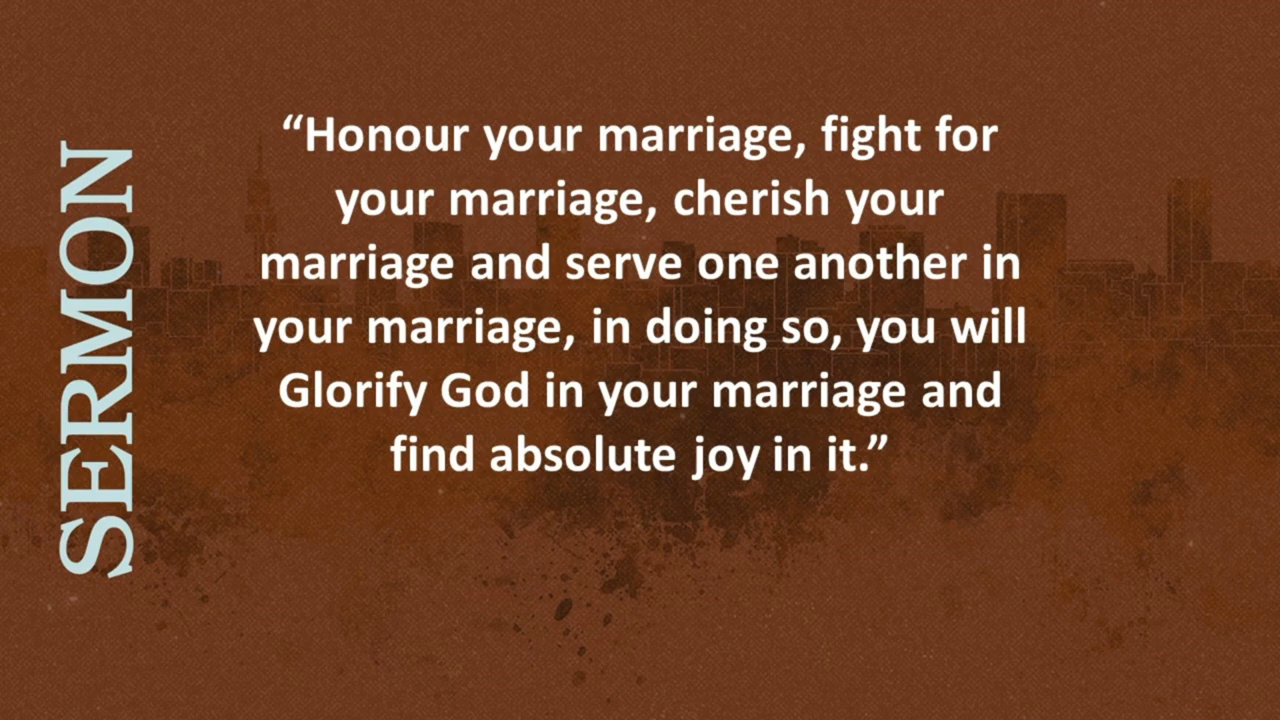 SERMON
“Honour your marriage, fight for
your marriage, cherish your
marriage and serve one another in
your marriage, in doing so, you will
Glorify God in your marriage and
find absolute joy in it.”